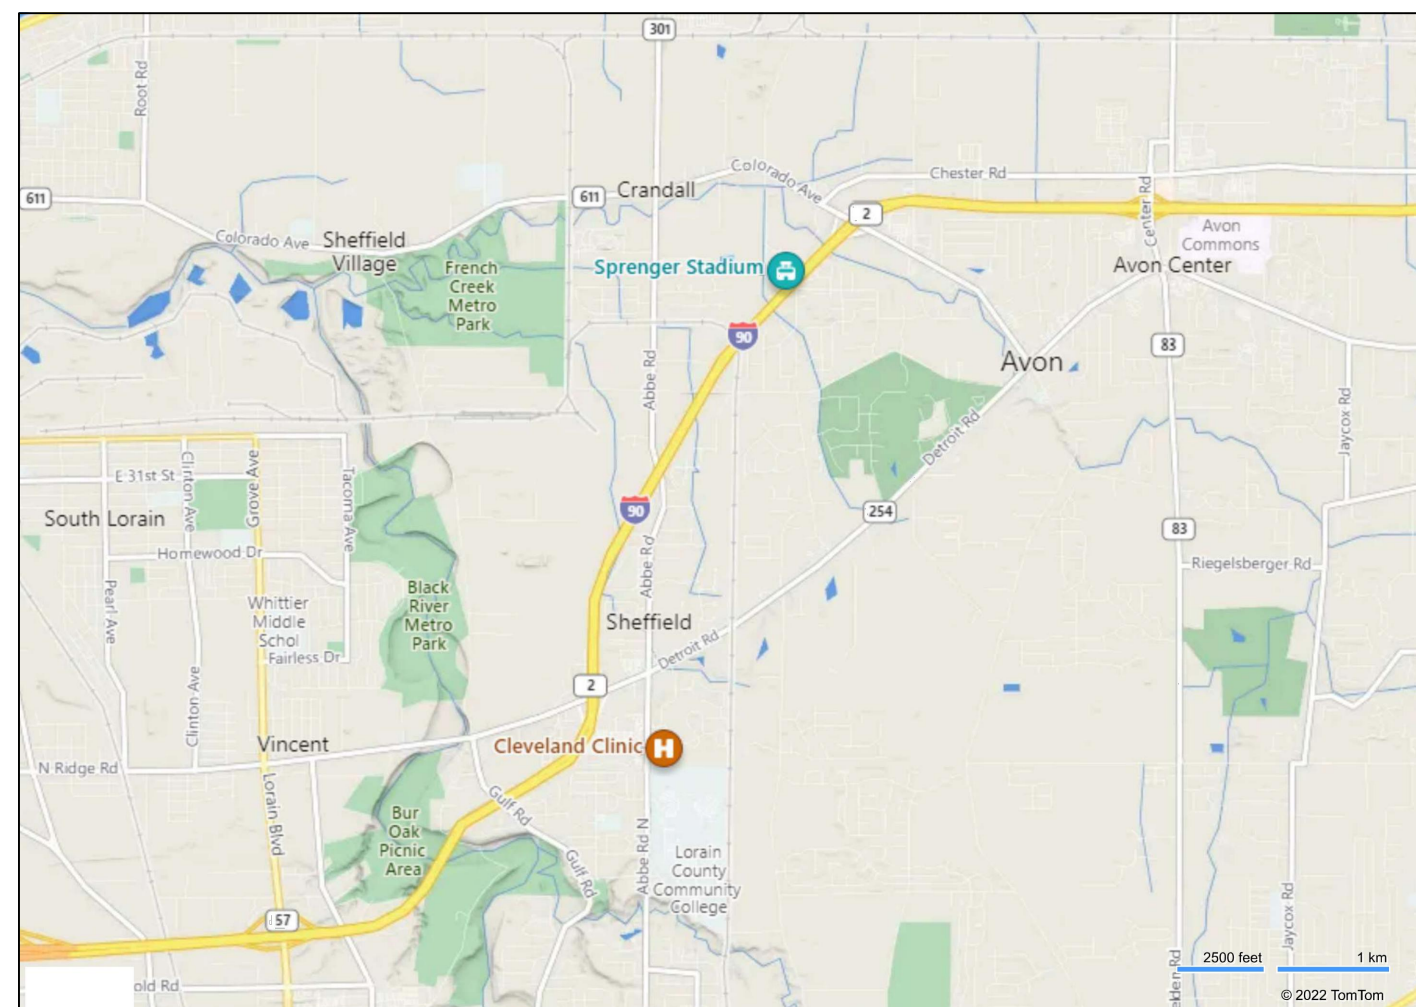 301
Root Rd
Colorado Ave
Chester Rd
611
611
Crandall
2
Center Rd
Avon
Commons
Colorado Ave
Sheffield
Village
French
Creek
Metro
Park
Sprenger Stadium
Avon Center
90
83
Abbe Rd
Avon
Jaycox Rd
Detroit Rd
E 31st St
Clinton Ave
Grove Ave
Tacoma Ave
South Lorain
90
254
83
Homewood Dr
Abbe Rd
Riegelsberger Rd
Pearl Ave
Whittier
Middle
Schol
Fairless Dr
Black
River
Metro
Park
Sheffield
Detroit Rd
2
Clinton Ave
Vincent
Cleveland Clinic
H
N Ridge Rd
Lorain Blvd
Gulf Rd
Bur
Oak
Picnic
Area
Gulf Rd
Abbe Rd N
Lorain
County
Community
College
57
Jaycox Rd
2500 feet
1 km
old Rd
elden Rd
© 2022 TomTom